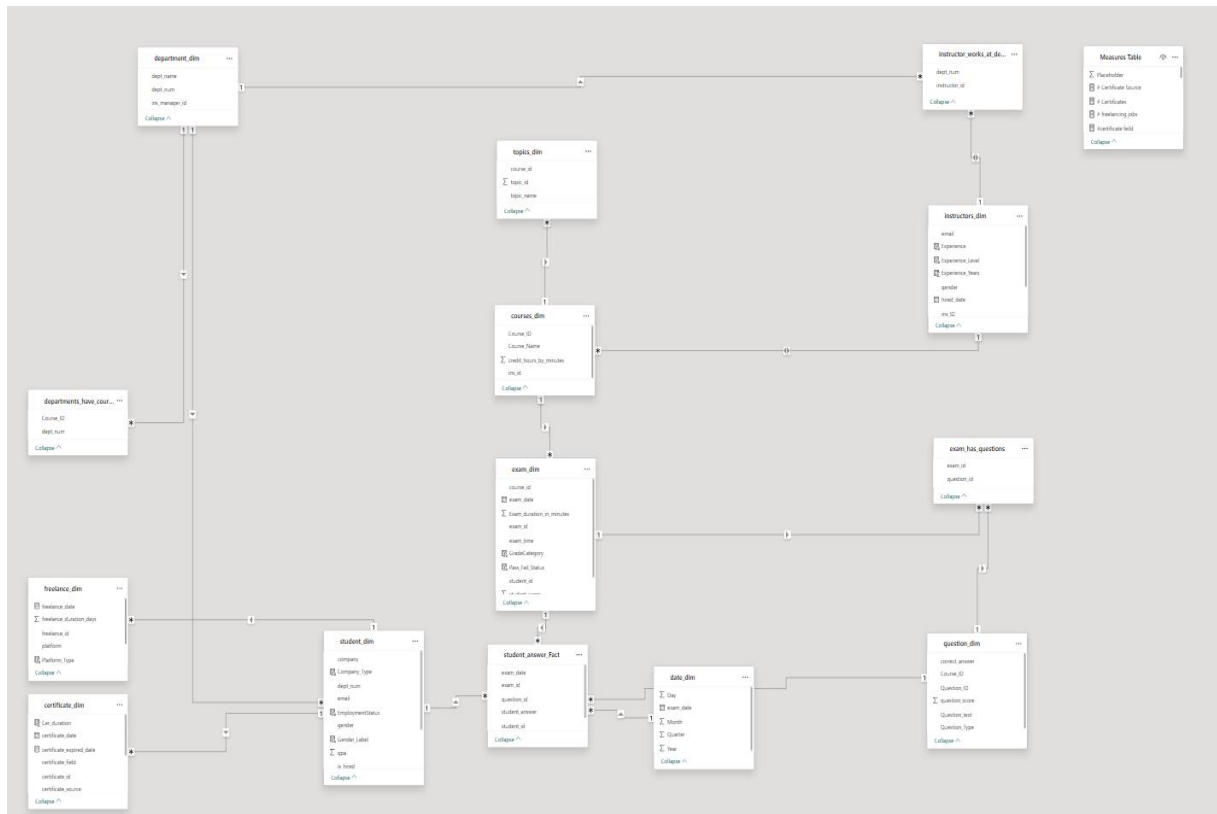 department_dim
dept_name
dept_num
ins_manager_id
Collapse
instructor_works_at_de...
dept_num
instructor_id
Collapse
Measures Table
Placeholder
# Certificate Source
# Certificates
# freelancing jobs
#certificate field
Collapse
topics_dim
course_id
topic_id
topic_name
Collapse
instructors_dim
email
Experience
Experience_Level
Experience_Years
gender
hired_date
ins_ID
Collapse
courses_dim
Course_ID
Course_Name
credit_hours_by_minutes
ins_id
Collapse
departments_have_cour...
Course_ID
dept_num
Collapse
exam_dim
course_id
exam_date
Exam_duration_in_minutes
exam_id
exam_time
GradeCategory
Pass_Fail_Status
student_id
Collapse
exam_has_questions
exam_id
question_id
Collapse
freelance_dim
freelance_date
freelance_duration_days
freelance_id
platform
Platform_Type
Collapse
student_dim
company
Company_Type
dept_num
email
EmploymentStatus
gender
Gender_Label
gpa
is_hired
Collapse
student_answer_Fact
exam_date
exam_id
question_id
student_answer
student_id
Collapse
date_dim
Day
exam_date
Month
Quarter
Year
Collapse
question_dim
correct_answer
Course_ID
Question_ID
question_score
Question_text
Question_Type
Collapse
certificate_dim
Cer_duration
certificate_date
certificate_expired_date
certificate_field
certificate_id
certificate_source
Collapse